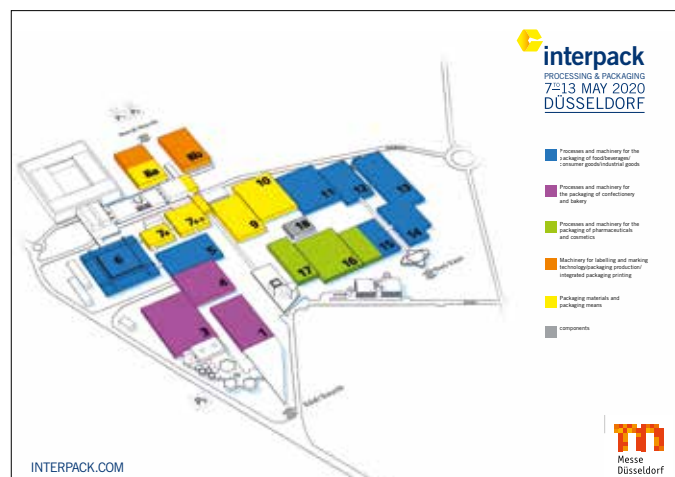 interpack
PROCESSING & PACKAGING
7TO13 MAY 2020
DÜSSELDORF
Processes and machinery for the
packaging of food/beverages/
consumer goods/industrial goods
Processes and machinery for
the packaging of confectionery
and bakery
Processes and machinery for the
packaging of pharmaceuticals
and cosmetics
Machinery for labelling and marking
technology/packaging production/
integrated packaging printing
Packaging materials and
packaging means
components
8a
8b
10
11
12
13
9
18
7a
5
6
4
17
16
15
14
3
1
INTERPACK.COM
Messe
Düsseldorf